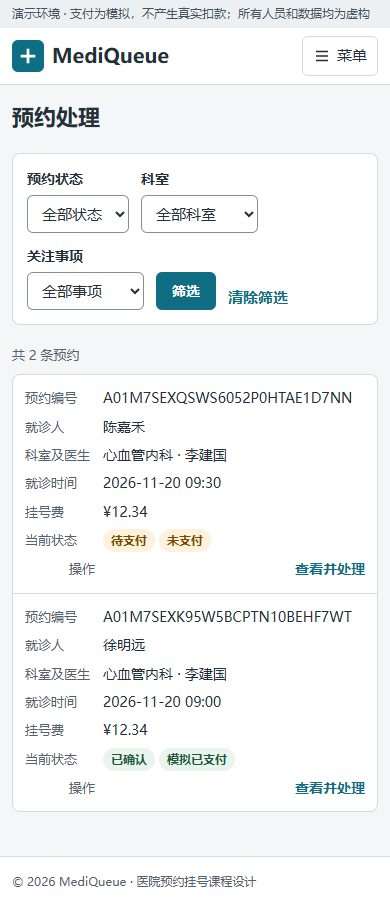 演示环境 · 支付为模拟，不产生真实扣款；所有人员和数据均为虚构
MediQueue
菜单
预约处理
预约状态 科室
全部状态 全部科室
关注事项
全部事项 筛选 清除筛选
共 2 条预约
预约编号 A01M7SEXQSWS6052P0HTAE1D7NN
就诊人 陈嘉禾
科室及医生 心血管内科 · 李建国
就诊时间 2026-11-20 09:30
挂号费 ¥12.34
当前状态 待支付 未支付
操作 查看并处理
预约编号 A01M7SEXK95W5BCPTN10BEHF7WT
就诊人 徐明远
科室及医生 心血管内科 · 李建国
就诊时间 2026-11-20 09:00
挂号费 ¥12.34
当前状态 已确认 模拟已支付
操作 查看并处理
© 2026 MediQueue · 医院预约挂号课程设计